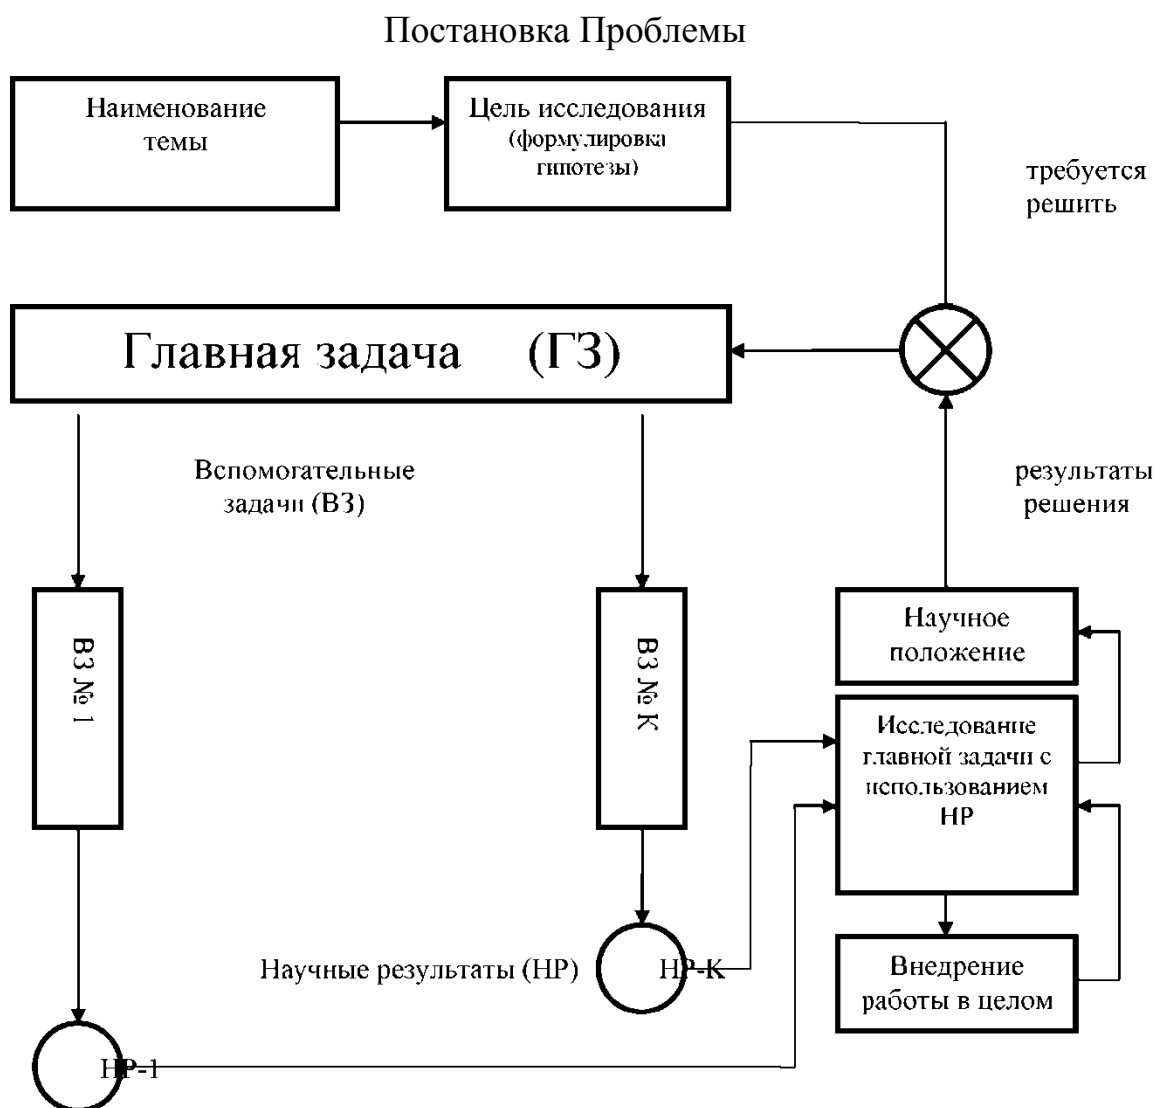 Постановка Проблемы
Наименование
темы
Цель исследования
(формулировка
гипотезы)
требуется
решить
Главная задача (ГЗ)
Вспомогательные
задачи (ВЗ)
результаты
решения
ВЗ № 1
ВЗ № К
Научное
положение
Исследование
главной задачи с
использованием
НР
Научные результаты (НР)
НР-К
Внедрение
работы в целом
НР-1